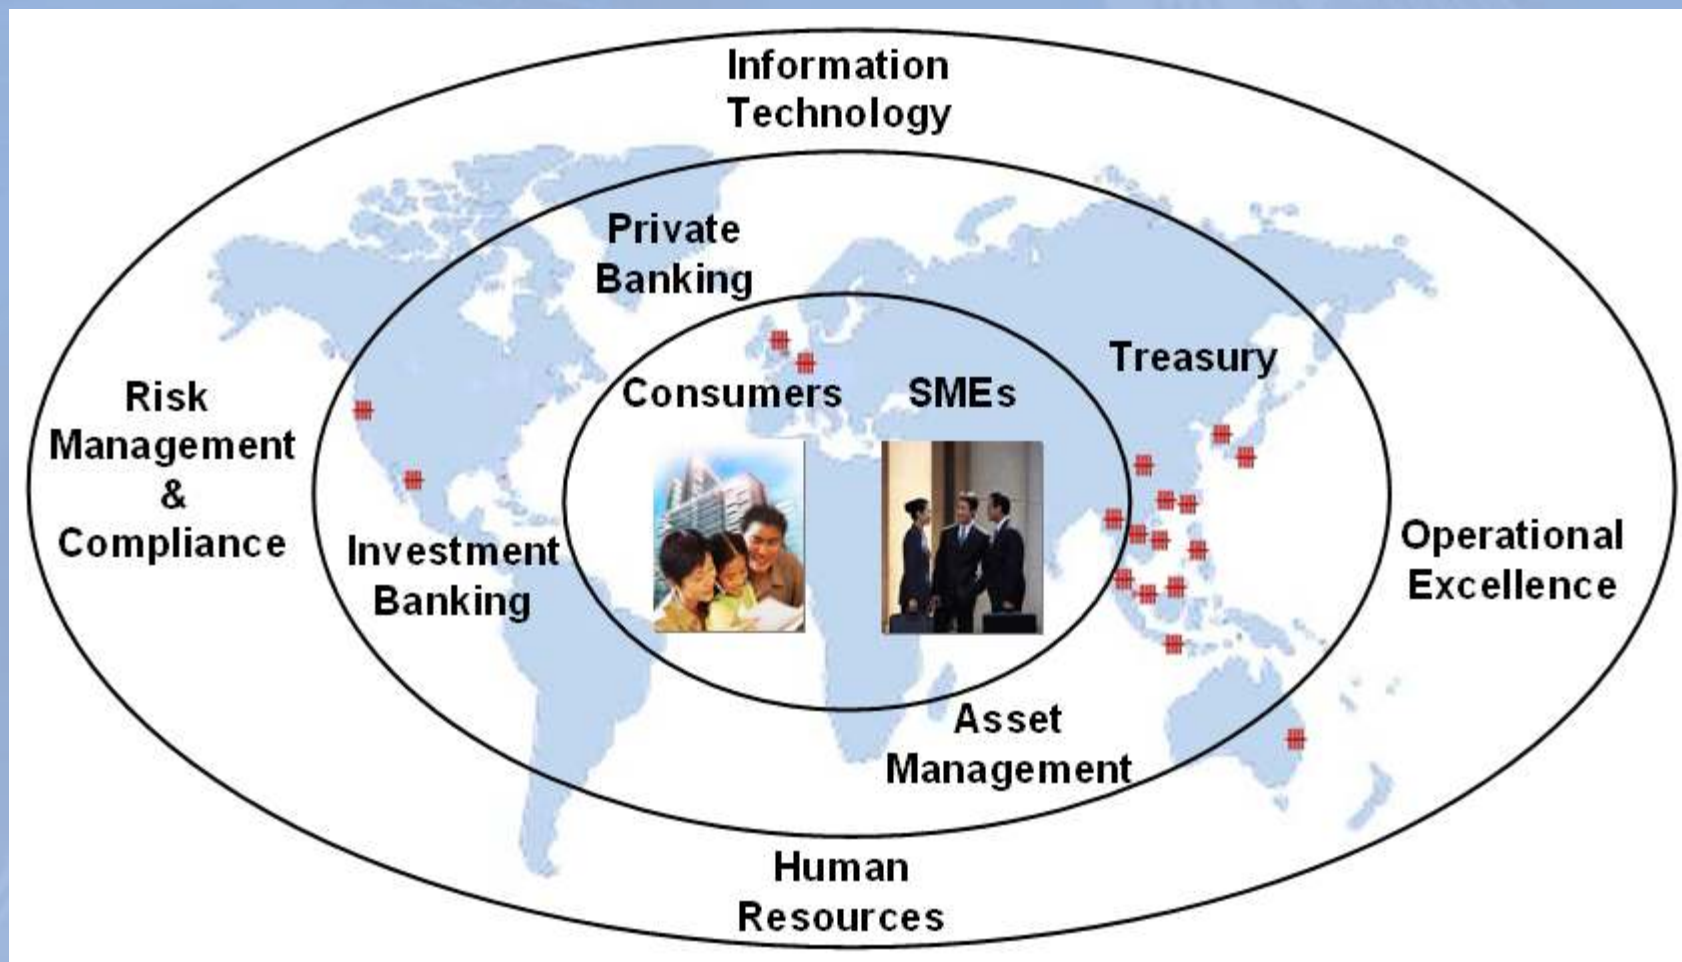 Information
Technology
Private
Banking
Treasury
Consumers
SMEs
Risk
Management
&
Compliance
Investment
Banking
Operational
Excellence
Asset
Management
Human
Resources